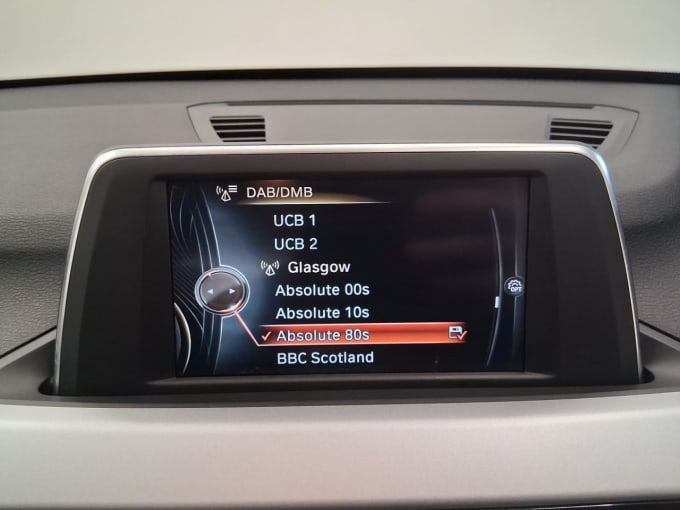 DAB/DMB
UCB 1
UCB 2
Glasgow
Absolute 00s
Absolute 10s
Absolute 80s
BBC Scotland
OPT